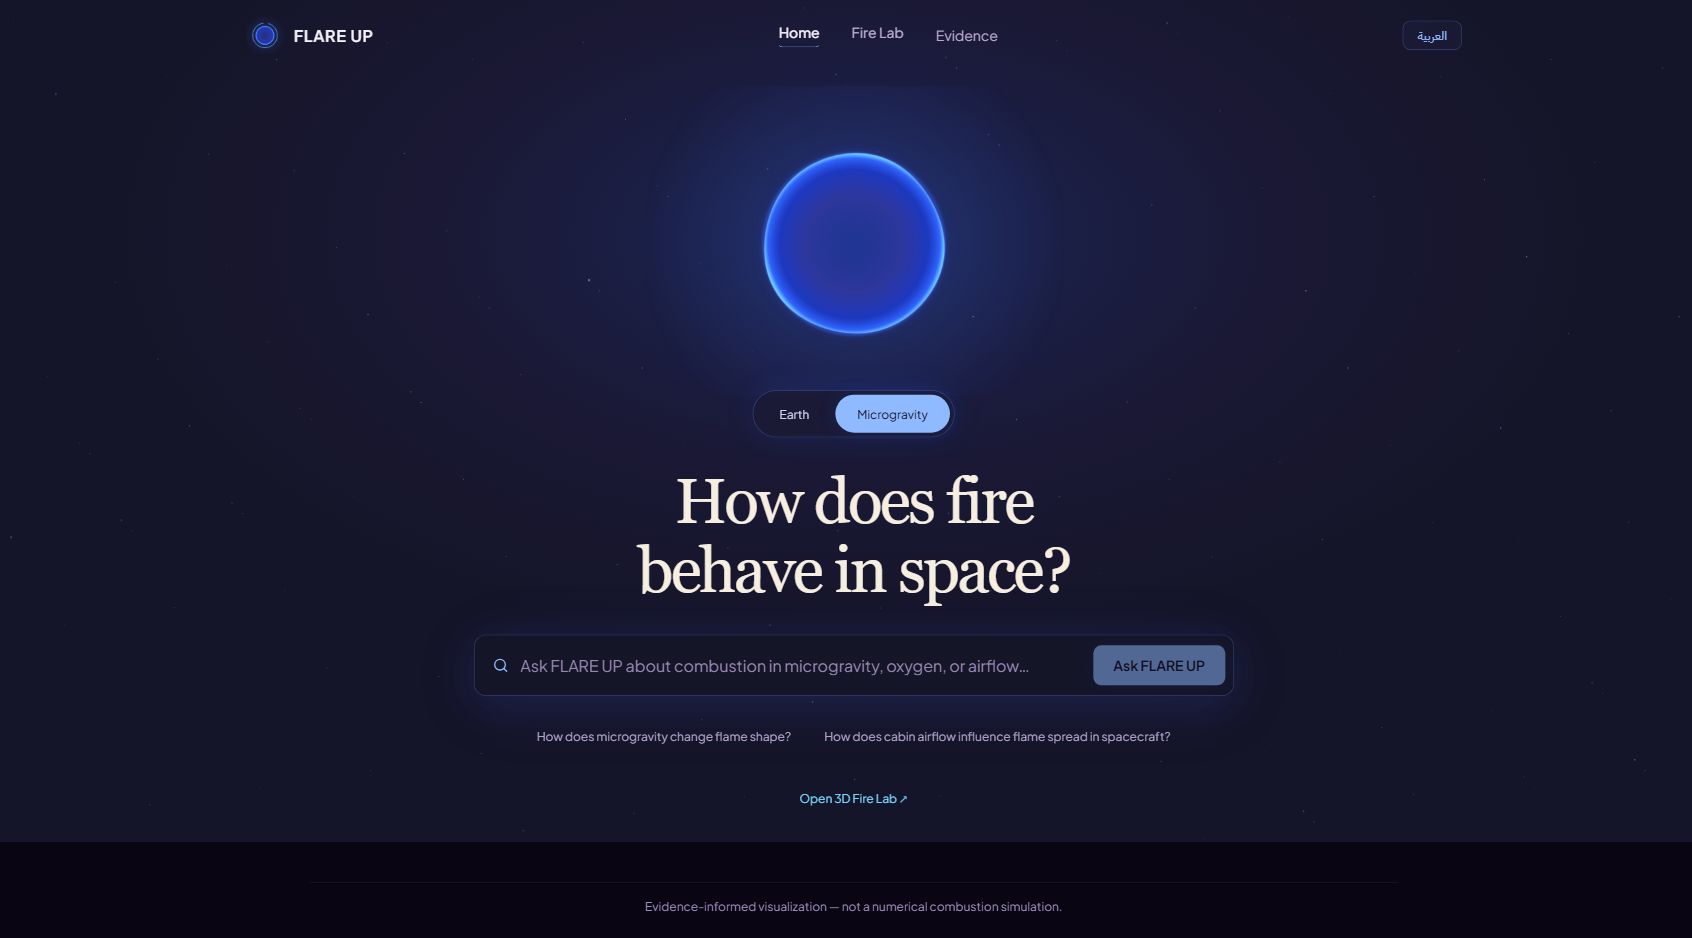 FLARE UP
Home
Fire Lab
Evidence
العربية
Earth
Microgravity
How does fire
behave in space?
Ask FLARE UP about combustion in microgravity, oxygen, or airflow...
Ask FLARE UP
How does microgravity change flame shape?
How does cabin airflow influence flame spread in spacecraft?
Open 3D Fire Lab ↗
Evidence-informed visualization — not a numerical combustion simulation.